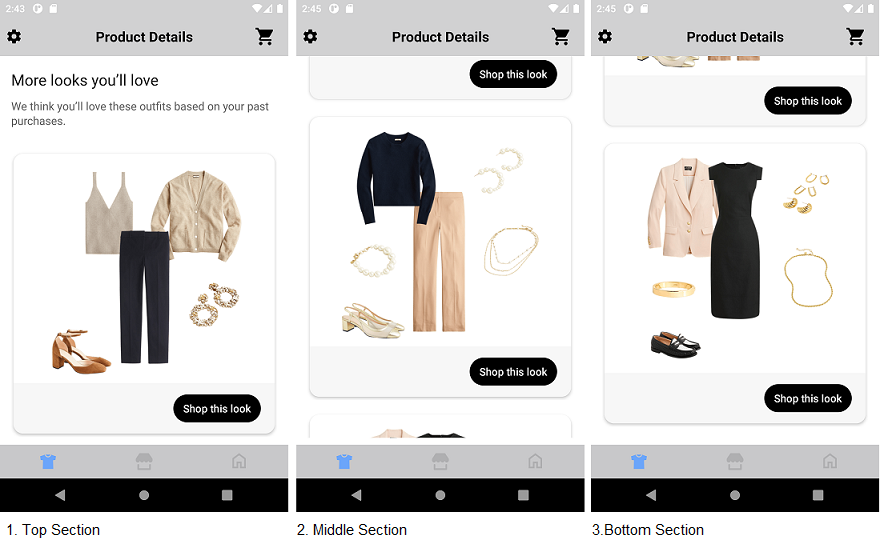 2:43
Product Details
More looks you'll love
We think you'll love these outfits based on your past
purchases.
Shop this look
1. Top Section
2:45
Product Details
Shop this look
Shop this look
2. Middle Section
2:45
Product Details
Shop this look
Shop this look
3.Bottom Section